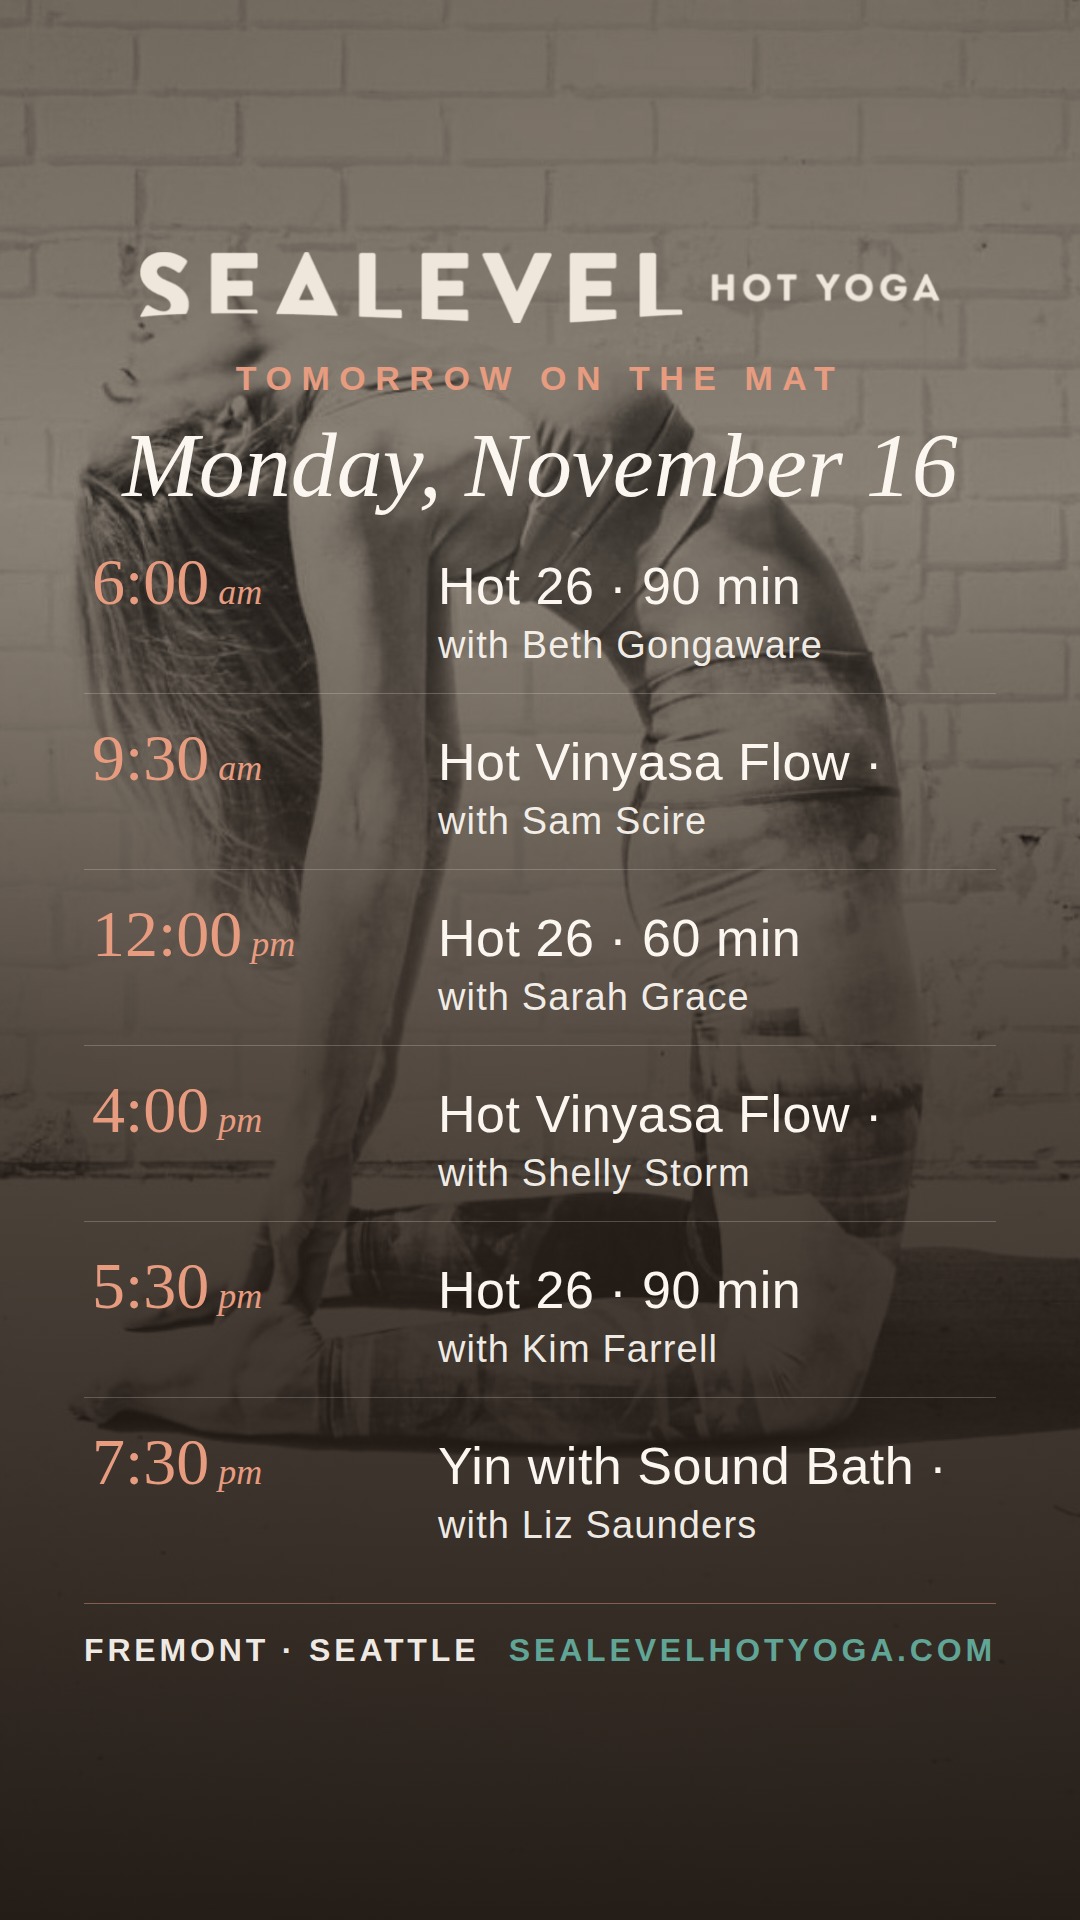 SEALEVEL HOT YOGA
TOMORROW ON THE MAT
Monday, November 16
6:00 am Hot 26 · 90 min
with Beth Gongaware
9:30 am Hot Vinyasa Flow ·
with Sam Scire
12:00 pm Hot 26 · 60 min
with Sarah Grace
4:00 pm Hot Vinyasa Flow ·
with Shelly Storm
5:30 pm Hot 26 · 90 min
with Kim Farrell
7:30 pm Yin with Sound Bath ·
with Liz Saunders
FREMONT · SEATTLE SEALEVELHOTYOGA.COM